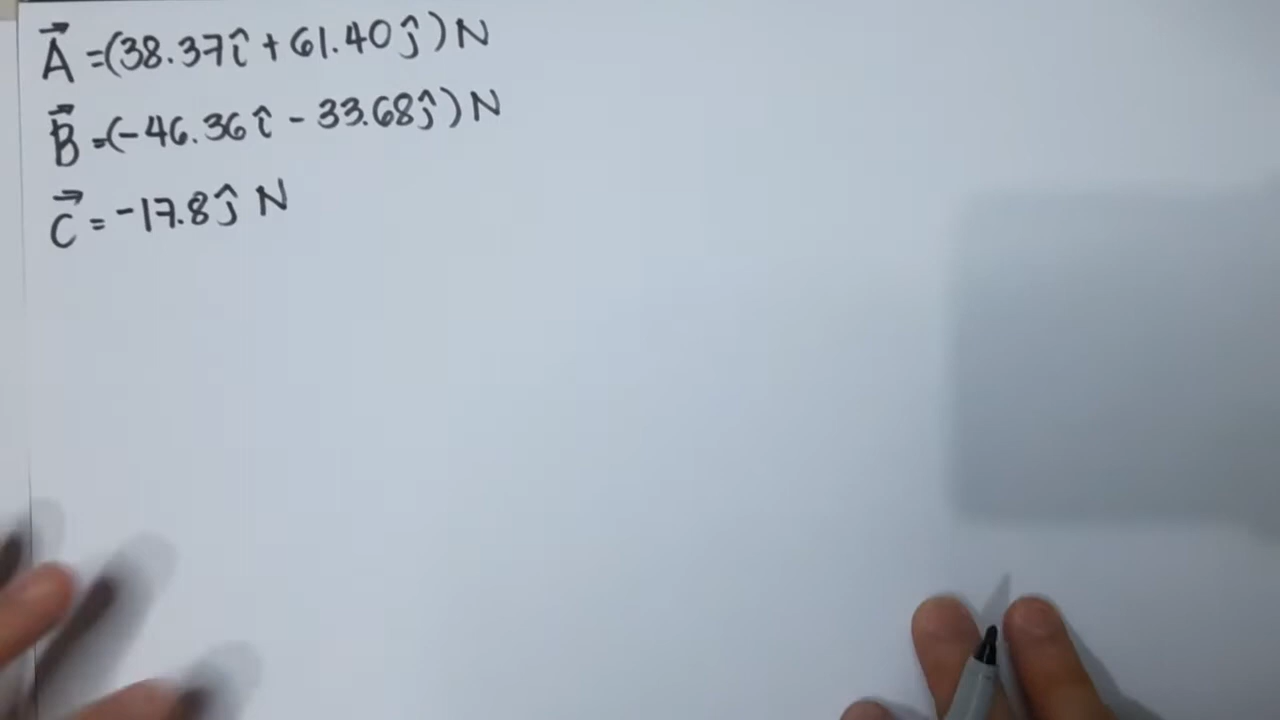 A⃗ =(38.37î + 61.40ĵ) N
B⃗ =(-46.36î - 33.68ĵ) N
C⃗ = -17.8ĵ N